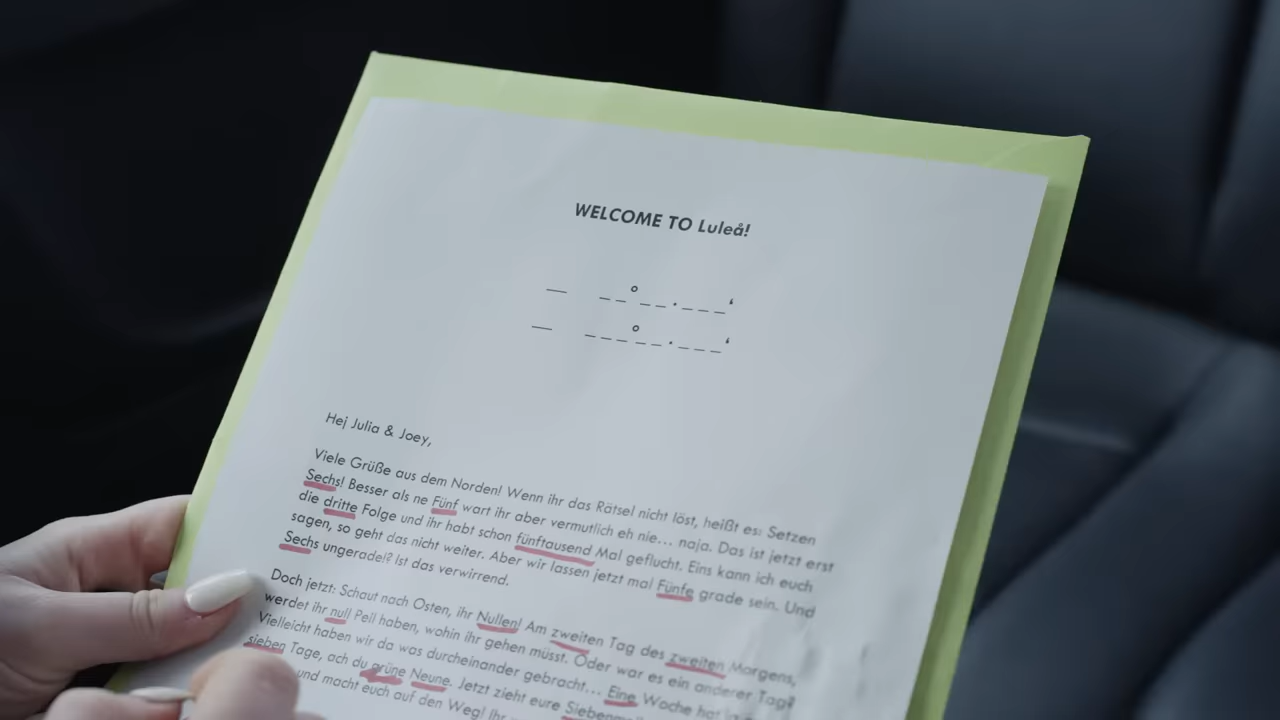 WELCOME TO Luleå!
— _ _ ° _ _ . _ _ _ '
— _ _ _ ° _ _ . _ _ _ '
Hej Julia & Joey,
Viele Grüße aus dem Norden! Wenn ihr das Rätsel nicht löst, heißt es: Setzen
Sechs! Besser als ne Fünf wart ihr aber vermutlich eh nie... naja. Das ist jetzt erst
die dritte Folge und ihr habt schon fünftausend Mal geflucht. Eins kann ich euch
sagen, so geht das nicht weiter. Aber wir lassen jetzt mal Fünfe grade sein. Und
Sechs ungerade!? Ist das verwirrend.
Doch jetzt: Schaut nach Osten, ihr Nullen! Am zweiten Tag des zweiten Morgens,
werdet ihr null Peil haben, wohin ihr gehen müsst. Oder war es ein anderer Tag?
Vielleicht haben wir da was durcheinander gebracht... Eine Woche hat
sieben Tage, ach du grüne Neune. Jetzt zieht eure
und macht euch auf den Weg! Ihr